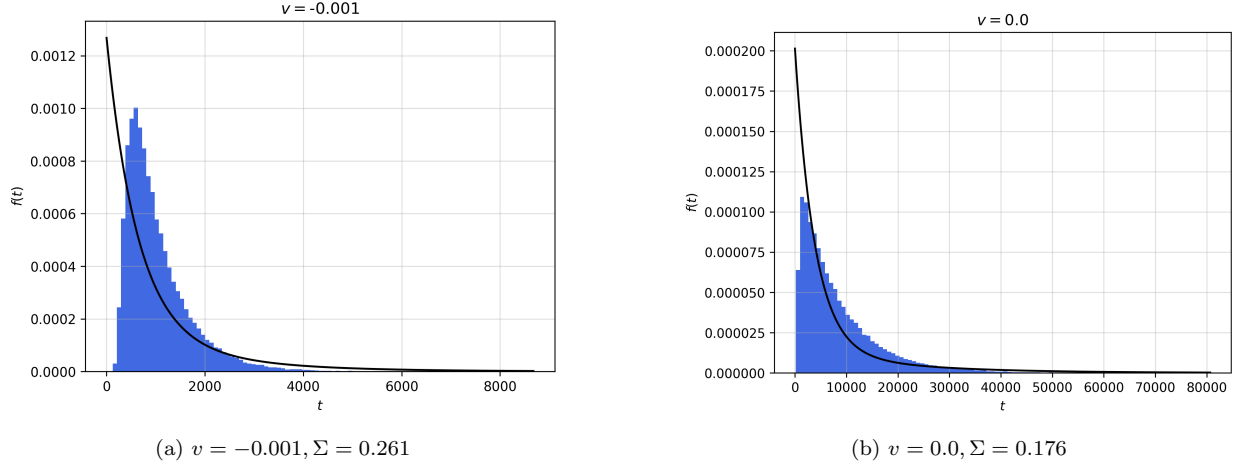 v = -0.001
0.0012
0.0010
0.0008
0.0006
0.0004
0.0002
0.0000
f(t)
0 2000 4000 6000 8000
t
(a) v = −0.001, Σ = 0.261
v = 0.0
0.000200
0.000175
0.000150
0.000125
0.000100
0.000075
0.000050
0.000025
0.000000
f(t)
0 10000 20000 30000 40000 50000 60000 70000 80000
t
(b) v = 0.0, Σ = 0.176